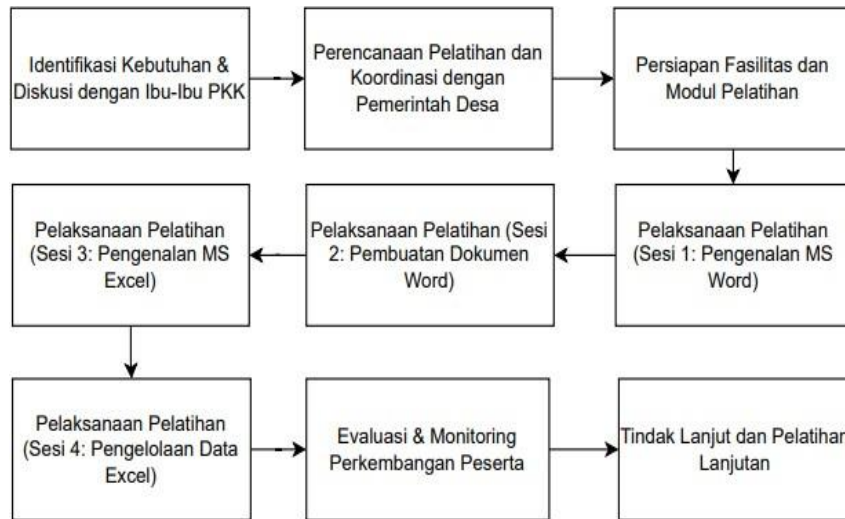 Identifikasi Kebutuhan &
Diskusi dengan Ibu-Ibu PKK
Perencanaan Pelatihan dan
Koordinasi dengan
Pemerintah Desa
Persiapan Fasilitas dan
Modul Pelatihan
Pelaksanaan Pelatihan
(Sesi 1: Pengenalan MS
Word)
Pelaksanaan Pelatihan (Sesi
2: Pembuatan Dokumen
Word)
Pelaksanaan Pelatihan
(Sesi 3: Pengenalan MS
Excel)
Pelaksanaan Pelatihan
(Sesi 4: Pengelolaan Data
Excel)
Evaluasi & Monitoring
Perkembangan Peserta
Tindak Lanjut dan Pelatihan
Lanjutan